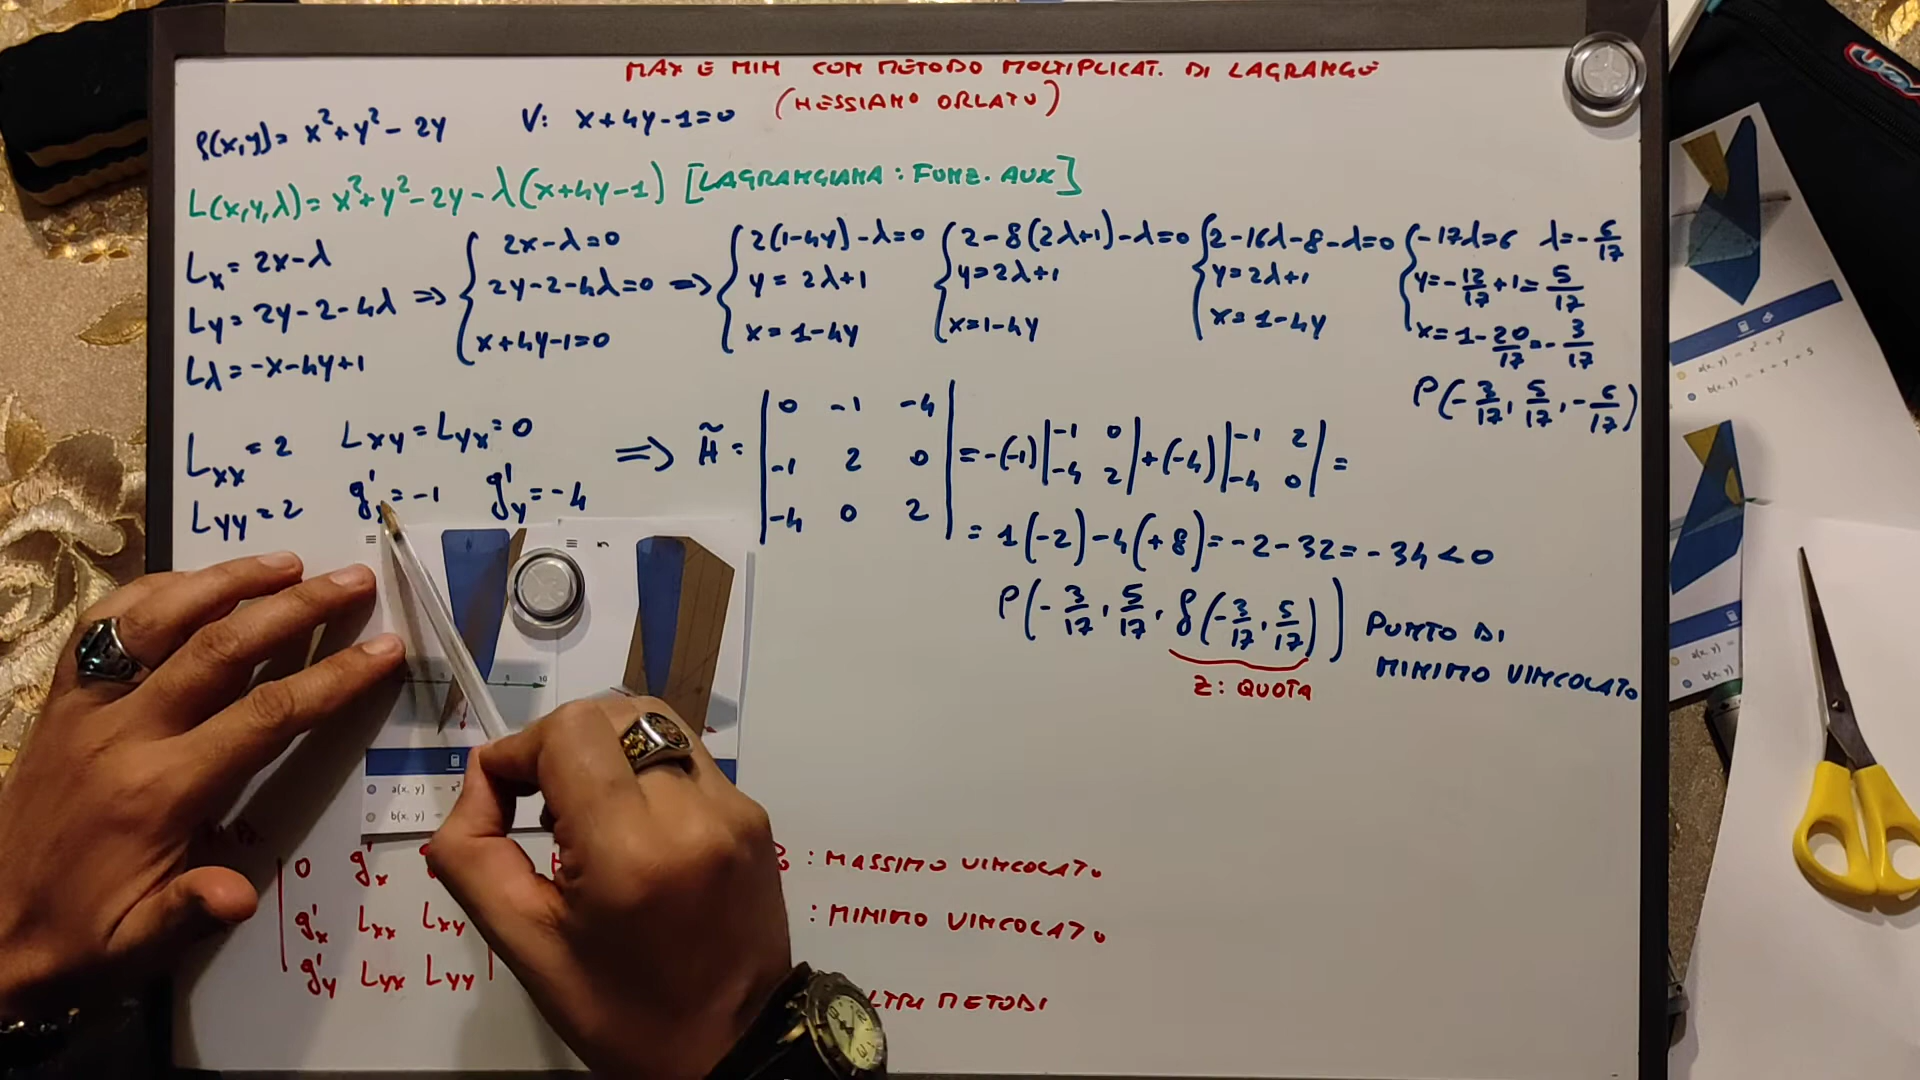 MAX E MIN CON METODO MOLTIPLICAT. DI LAGRANGE
(HESSIANO ORLATO)
f(x,y)= x²+y²-2y V: x+4y-1=0
L(x,y,λ)= x²+y²-2y-λ(x+4y-1) [LAGRANGIANA: FUNZ. AUX]
Lx = 2x-λ
Ly = 2y-2-4λ
Lλ = -x-4y+1
=> { 2x-λ=0
2y-2-4λ=0
x+4y-1=0
=> { 2(1-4y)-λ=0
y = 2λ+1
x = 1-4y
{ 2-8(2λ+1)-λ=0
y=2λ+1
x=1-4y
{ 2-16λ-8-λ=0
y=2λ+1
x=1-4y
{ -17λ=6 λ=-6/17
y=-12/17+1=5/17
x=1-20/17=-3/17
P(-3/17, 5/17, -6/17)
Lxx = 2 Lxy = Lyx = 0
Lyy = 2 g'x = -1 g'y = -4
=> H̃ = | 0 -1 -4 |
| -1 2 0 |
| -4 0 2 |
= -(-1)|-1 0; -4 2| + (-4)|-1 2; -4 0| =
= 1(-2)-4(+8) = -2-32 = -34 < 0
P(-3/17, 5/17, f(-3/17, 5/17)) PUNTO DI
MINIMO VINCOLATO
Z: QUOTA
5 10
a(x, y) = x²
b(x, y) =
0 g'x
g'x Lxx Lxy
g'y Lyx Lyy
: MASSIMO VINCOLATO
: MINIMO VINCOLATO
LTRI METODI
a(x, y) = x² + y²
b(x, y) = x + y + 5
a(x, y) =
b(x, y)